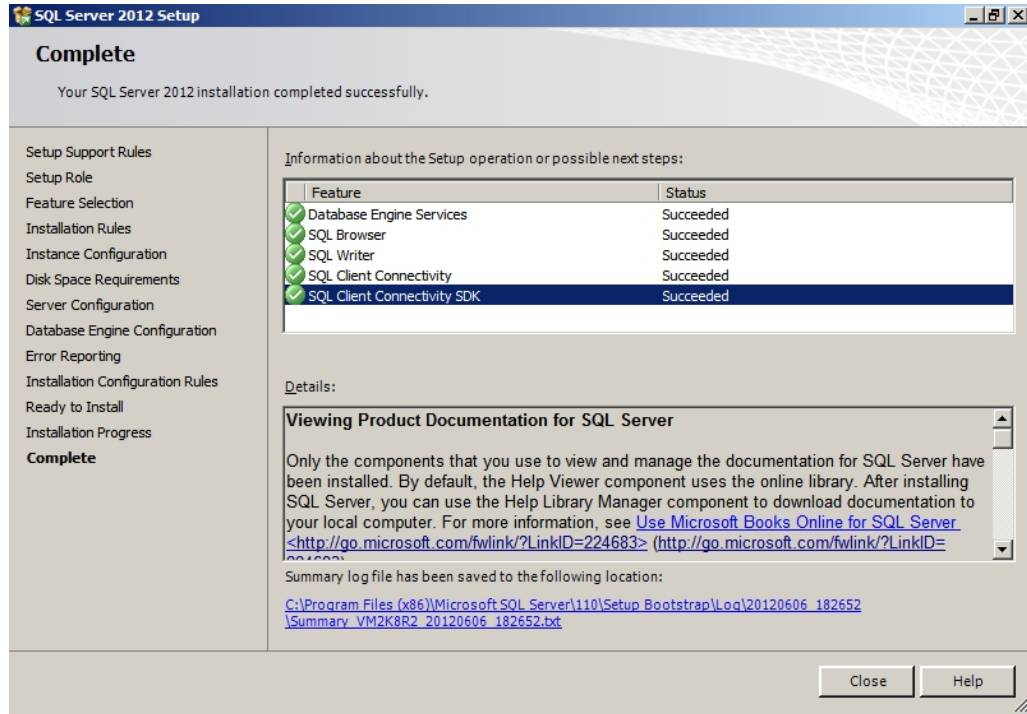 SQL Server 2012 Setup
Complete
Your SQL Server 2012 installation completed successfully.
Setup Support Rules
Setup Role
Feature Selection
Installation Rules
Instance Configuration
Disk Space Requirements
Server Configuration
Database Engine Configuration
Error Reporting
Installation Configuration Rules
Ready to Install
Installation Progress
Complete
Information about the Setup operation or possible next steps:
Feature Status
Database Engine Services Succeeded
SQL Browser Succeeded
SQL Writer Succeeded
SQL Client Connectivity Succeeded
SQL Client Connectivity SDK Succeeded
Details:
Viewing Product Documentation for SQL Server
Only the components that you use to view and manage the documentation for SQL Server have
been installed. By default, the Help Viewer component uses the online library. After installing
SQL Server, you can use the Help Library Manager component to download documentation to
your local computer. For more information, see Use Microsoft Books Online for SQL Server
<http://go.microsoft.com/fwlink/?LinkID=224683> (http://go.microsoft.com/fwlink/?LinkID=
Summary log file has been saved to the following location:
C:\Program Files (x86)\Microsoft SQL Server\110\Setup Bootstrap\Log\20120606_182652
\Summary_VM2K8R2_20120606_182652.txt
Close Help